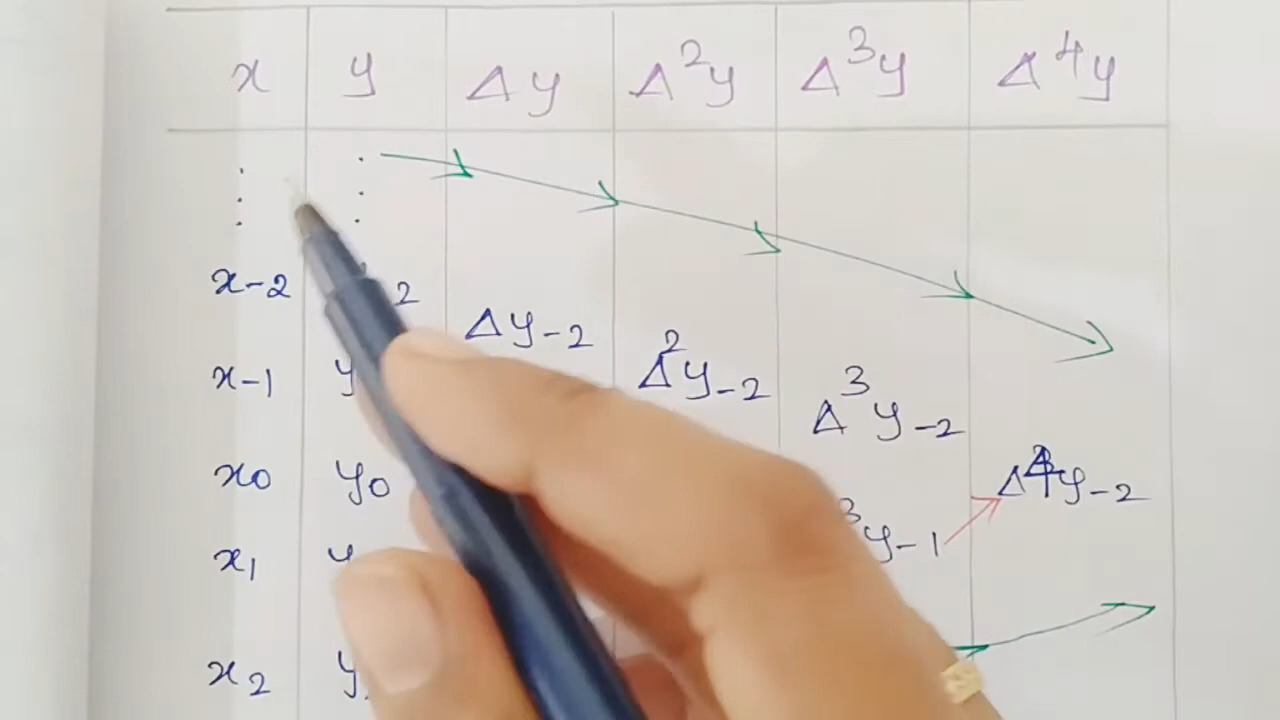 x y Δy Δ²y Δ³y Δ⁴y
⋮ ⋮
x-2
Δy-2
x-1 Δ²y-2
Δ³y-2
x0 y0 Δ⁴y-2
x1 y-1
x2 y